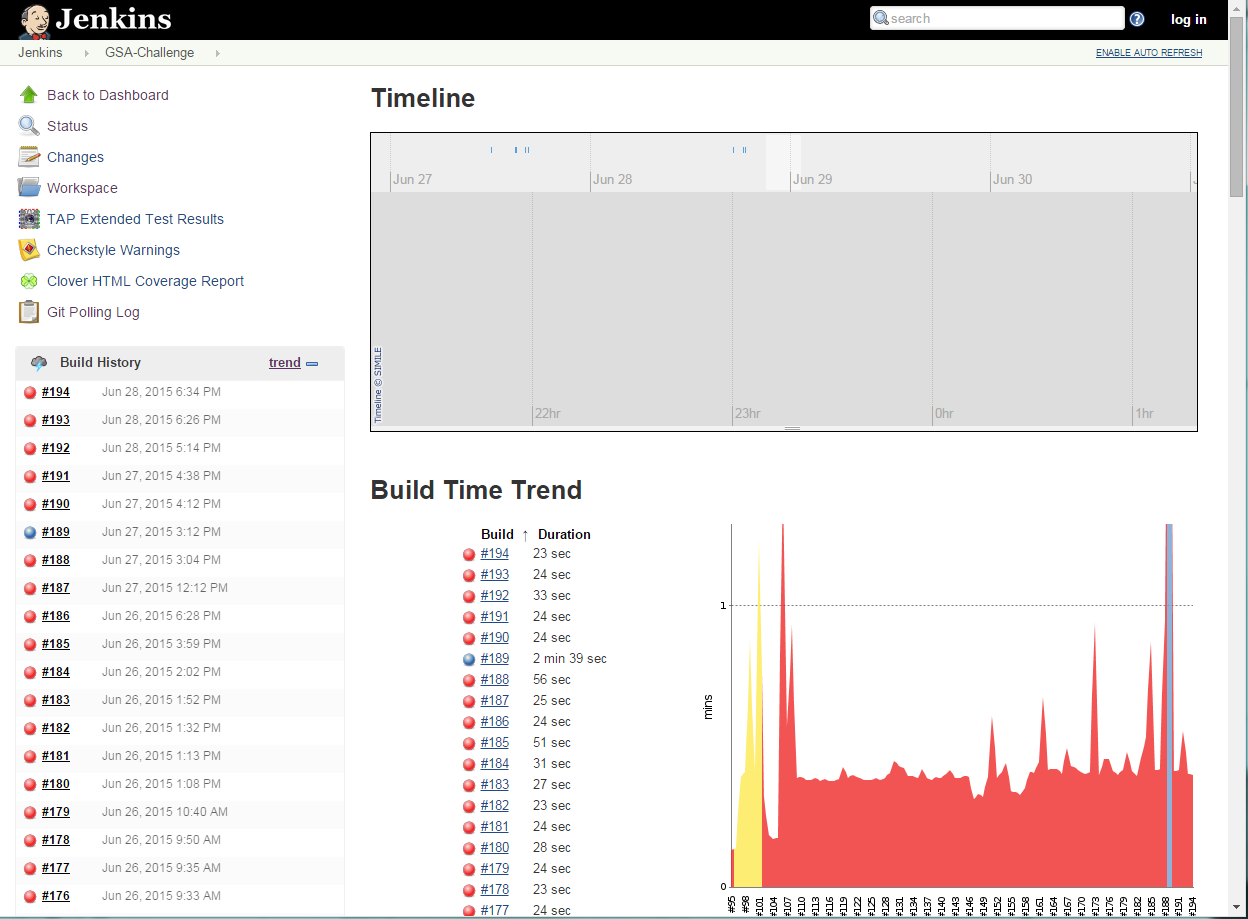 Jenkins
search
log in
Jenkins
GSA-Challenge
ENABLE AUTO REFRESH
Back to Dashboard
Status
Changes
Workspace
TAP Extended Test Results
Checkstyle Warnings
Clover HTML Coverage Report
Git Polling Log
Build History trend
#194 Jun 28, 2015 6:34 PM
#193 Jun 28, 2015 6:26 PM
#192 Jun 28, 2015 5:14 PM
#191 Jun 27, 2015 4:38 PM
#190 Jun 27, 2015 4:12 PM
#189 Jun 27, 2015 3:12 PM
#188 Jun 27, 2015 3:04 PM
#187 Jun 27, 2015 12:12 PM
#186 Jun 26, 2015 6:28 PM
#185 Jun 26, 2015 3:59 PM
#184 Jun 26, 2015 2:02 PM
#183 Jun 26, 2015 1:52 PM
#182 Jun 26, 2015 1:32 PM
#181 Jun 26, 2015 1:13 PM
#180 Jun 26, 2015 1:08 PM
#179 Jun 26, 2015 10:40 AM
#178 Jun 26, 2015 9:50 AM
#177 Jun 26, 2015 9:35 AM
#176 Jun 26, 2015 9:33 AM
Timeline
Jun 27 Jun 28 Jun 29 Jun 30
Timeline © SIMILE
22hr 23hr 0hr 1hr
Build Time Trend
Build ↑ Duration
#194 23 sec
#193 24 sec
#192 33 sec
#191 24 sec
#190 24 sec
#189 2 min 39 sec
#188 56 sec
#187 25 sec
#186 24 sec
#185 51 sec
#184 31 sec
#183 27 sec
#182 23 sec
#181 24 sec
#180 28 sec
#179 24 sec
#178 23 sec
#177 24 sec
1
mins
0
#95 #98 #101 #104 #107 #110 #113 #116 #119 #122 #125 #128 #131 #134 #137 #140 #143 #146 #149 #152 #155 #158 #161 #164 #167 #170 #173 #176 #179 #182 #185 #188 #191 #194